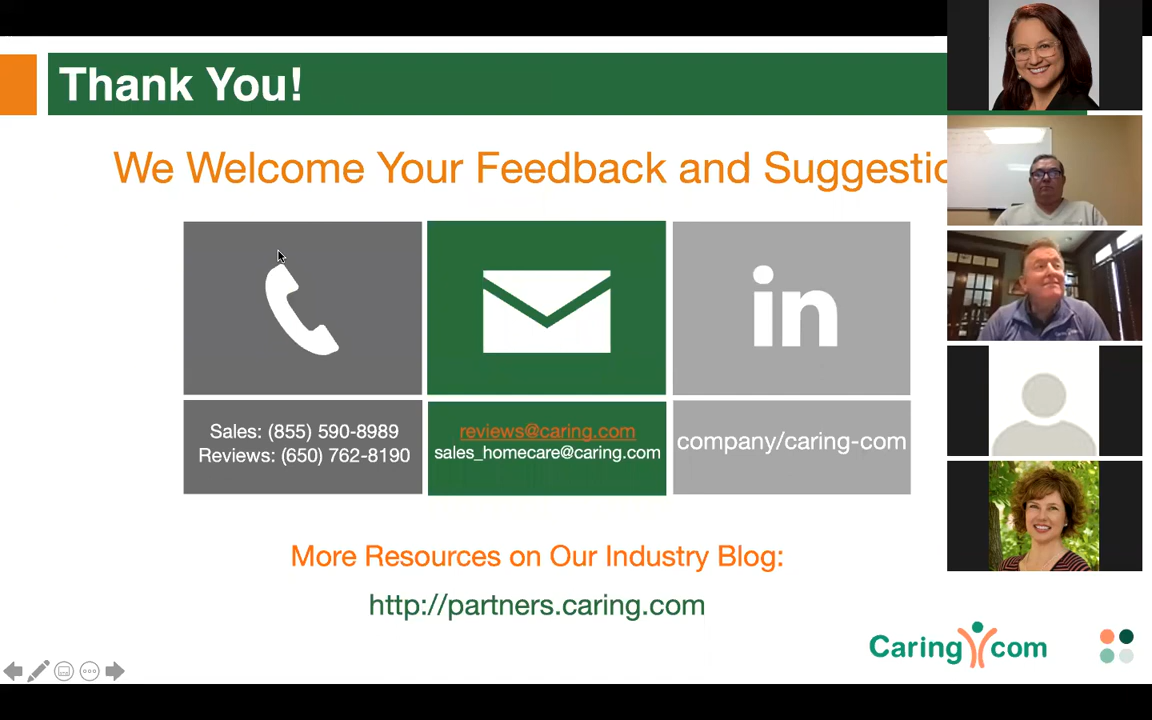 Thank You!
We Welcome Your Feedback and Suggestio
in
Sales: (855) 590-8989
Reviews: (650) 762-8190
reviews@caring.com
sales_homecare@caring.com
company/caring-com
More Resources on Our Industry Blog:
http://partners.caring.com
Caring com